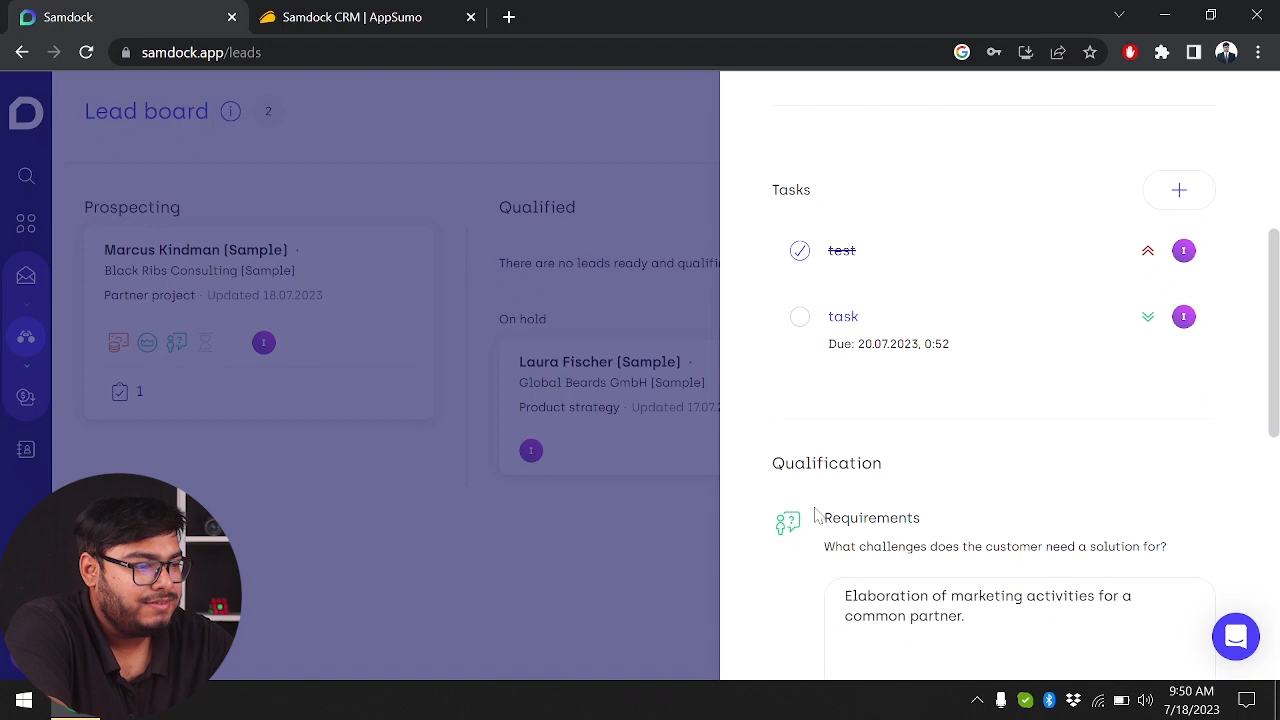 Samdock
Samdock CRM | AppSumo
samdock.app/leads
Lead board
2
Prospecting
Marcus Kindman [Sample] ·
Black Ribs Consulting [Sample]
Partner project · Updated 18.07.2023
I
1
Qualified
There are no leads ready and qualifi
On hold
Laura Fischer [Sample] ·
Global Beards GmbH [Sample]
Product strategy · Updated 17.07.2
I
Tasks
test
I
task
I
Due: 20.07.2023, 0:52
Qualification
Requirements
What challenges does the customer need a solution for?
Elaboration of marketing activities for a
common partner.
9:50 AM
7/18/2023